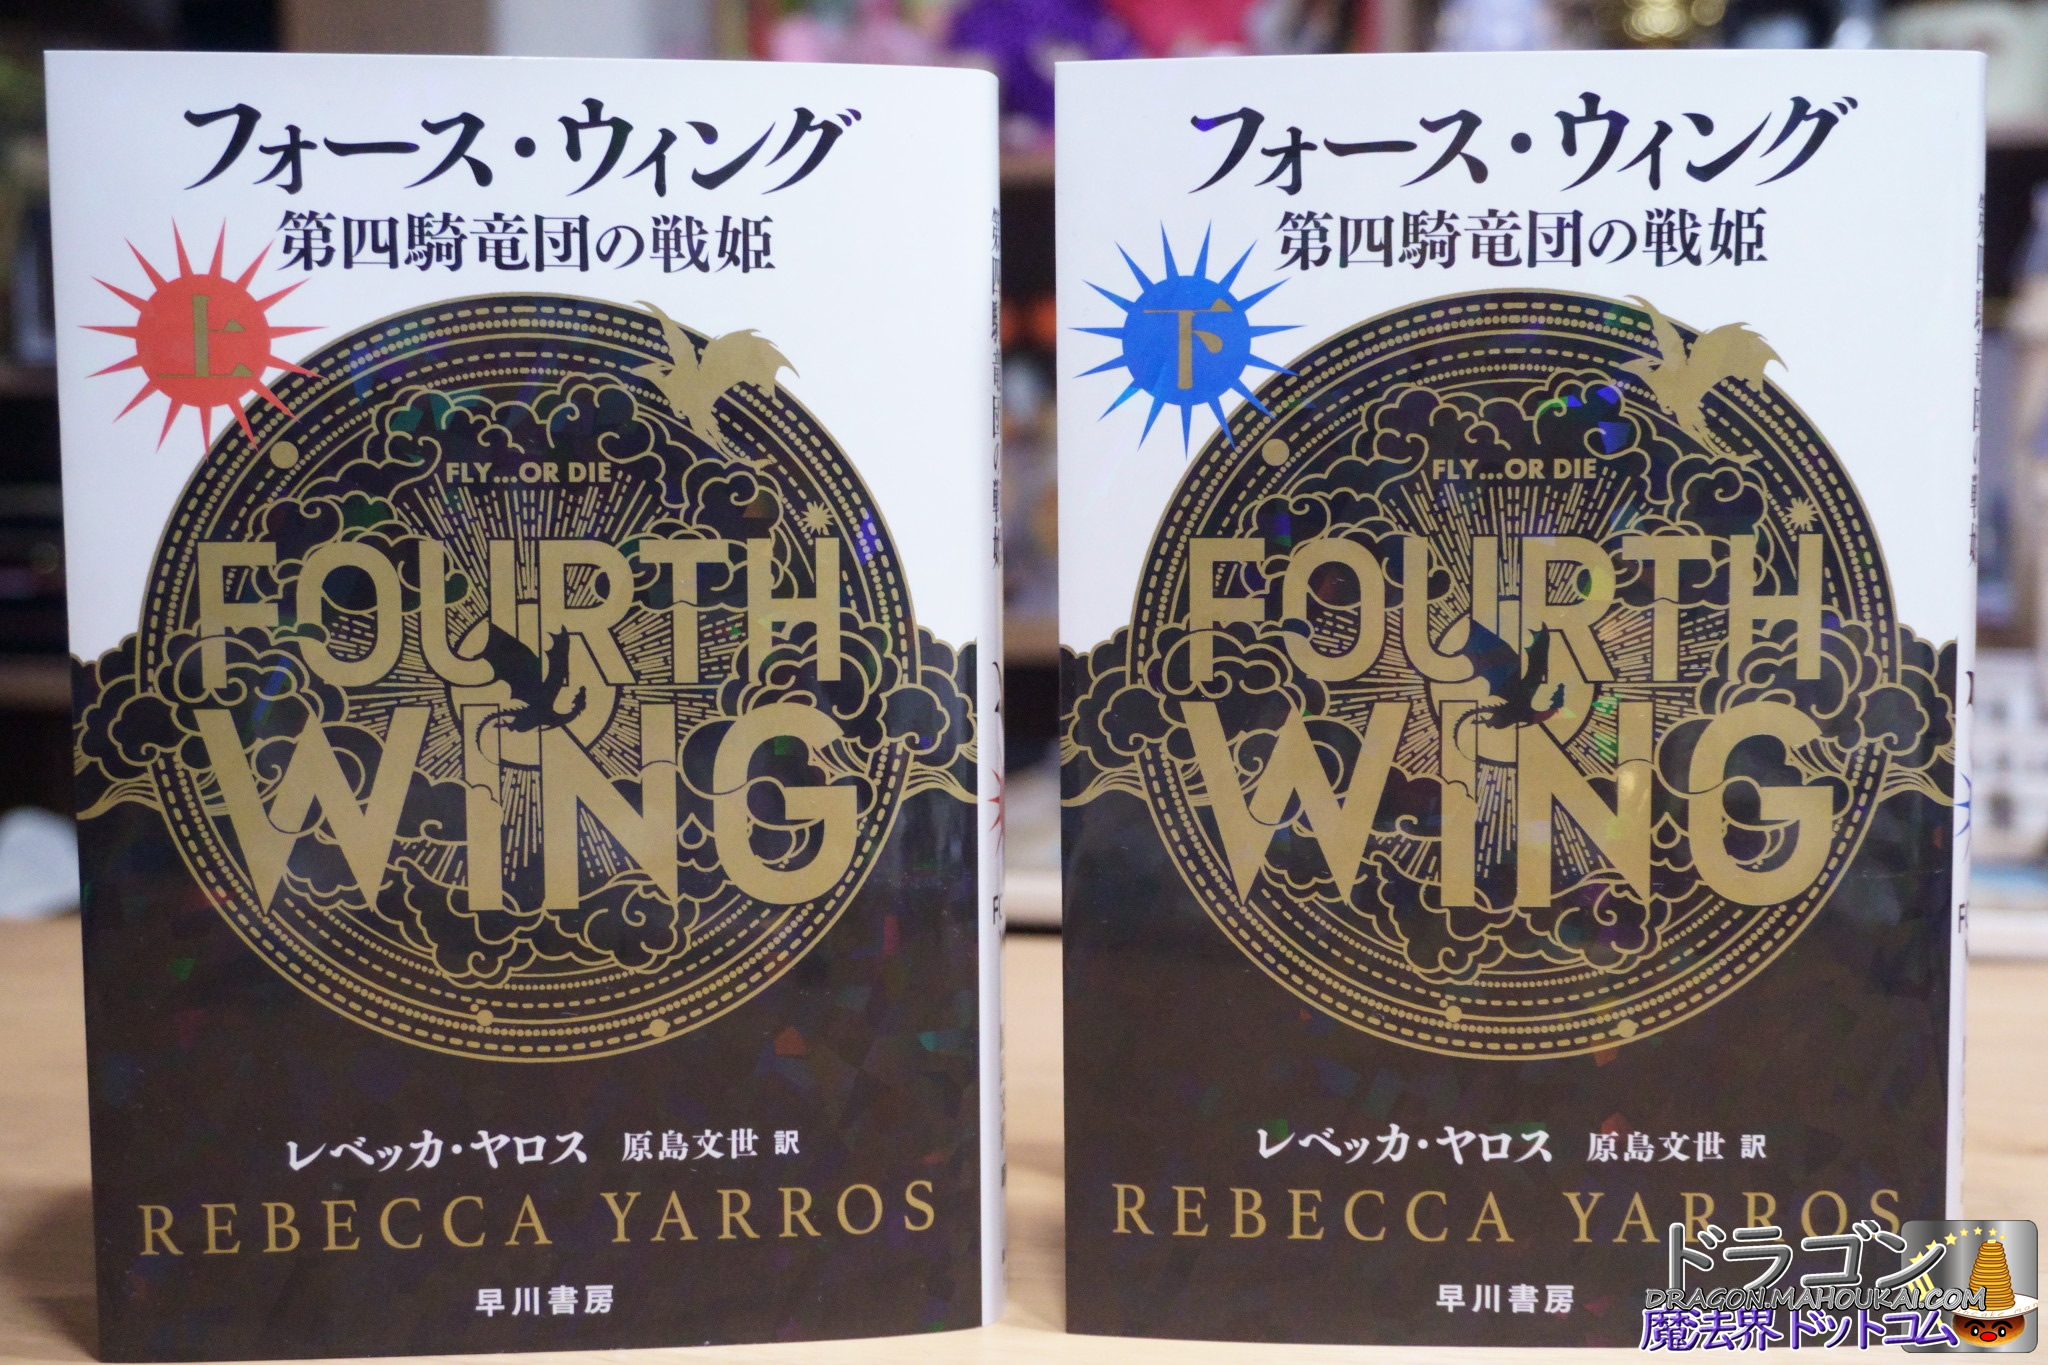 フォース・ウィング
第四騎竜団の戦姫
上
FLY...OR DIE
FOURTH
WING
レベッカ・ヤロス 原島文世 訳
REBECCA YARROS
早川書房
フォース・ウィング
第四騎竜団の戦姫
下
FLY...OR DIE
FOURTH
WING
レベッカ・ヤロス 原島文世 訳
REBECCA YARROS
早川書房
ドラゴン
DRAGON.MAHOUKAI.COM
魔法界ドットコム